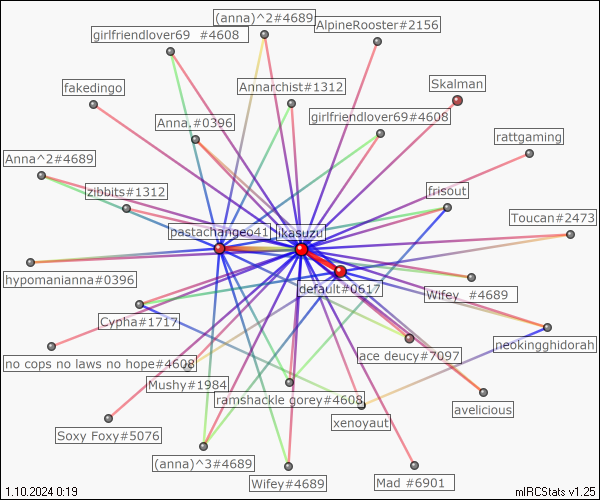 (anna)^2#4689
AlpineRooster#2156
girlfriendlover69 #4608
fakedingo
Annarchist#1312
Skalman
Anna.#0396
girlfriendlover69#4608
rattgaming
Anna^2#4689
zibbits#1312
frisout
Toucan#2473
pastachangeo41
ikasuzu
hypomanianna#0396
default#0617
Wifey_#4689
Cypha#1717
neokingghidorah
no cops no laws no hope#4608
ace deucy#7097
Mushy#1984
ramshackle gorey#4608
avelicious
xenoyaut
Soxy Foxy#5076
(anna)^3#4689
Wifey#4689
Mad #6901
1.10.2024 0:19
mIRCStats v1.25